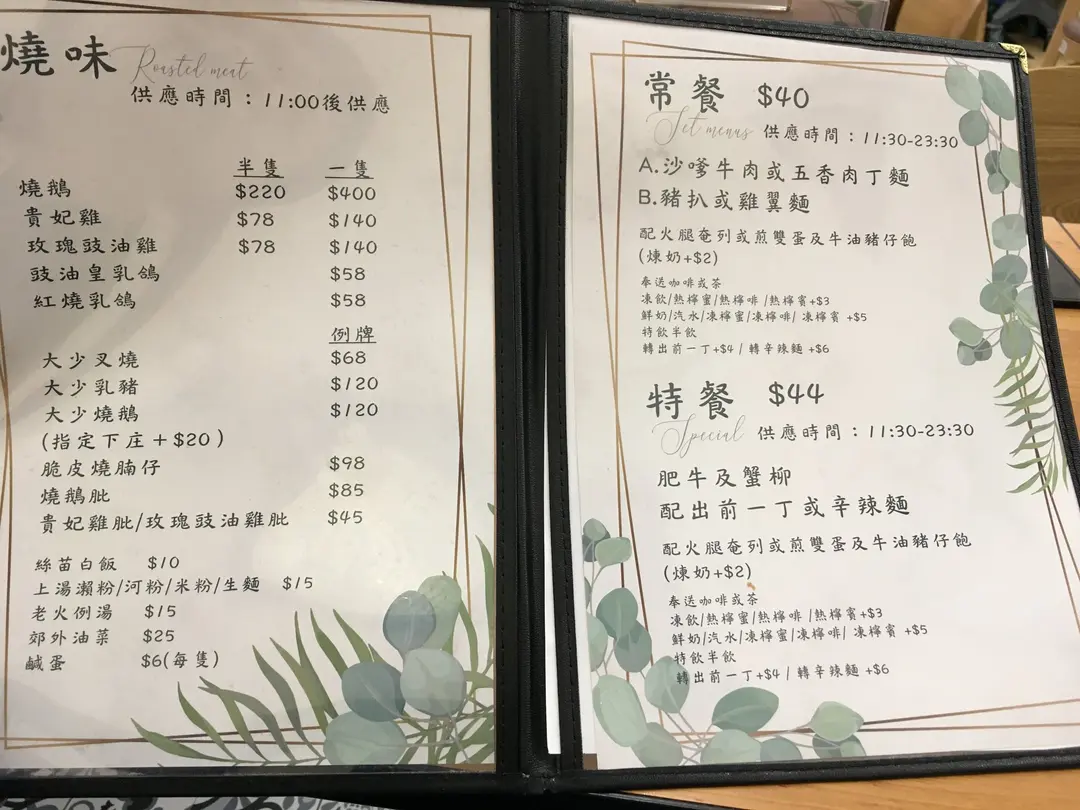 燒味 Roasted meat
供應時間：11:00後供應
半隻 一隻
燒鵝 $220 $400
貴妃雞 $78 $140
玫瑰豉油雞 $78 $140
豉油皇乳鴿 $58
紅燒乳鴿 $58
例牌
大少叉燒 $68
大少乳豬 $120
大少燒鵝 $120
(指定下庄+$20)
脆皮燒腩仔 $98
燒鵝肶 $85
貴妃雞肶/玫瑰豉油雞肶 $45
絲苗白飯 $10
上湯瀨粉/河粉/米粉/生麵 $15
老火例湯 $15
郊外油菜 $25
鹹蛋 $6(每隻)
常餐 $40
Set menus 供應時間：11:30-23:30
A.沙嗲牛肉或五香肉丁麵
B.豬扒或雞翼麵
配火腿奄列或煎雙蛋及牛油豬仔飽
(煉奶+$2)
奉送咖啡或茶
凍飲/熱檸蜜/熱檸啡/熱檸賓+$3
鮮奶/汽水/凍檸蜜/凍檸啡/凍檸賓 +$5
特飲半飲
轉出前一丁+$4 / 轉辛辣麵 +$6
特餐 $44
Special 供應時間：11:30-23:30
肥牛及蟹柳
配出前一丁或辛辣麵
配火腿奄列或煎雙蛋及牛油豬仔飽
(煉奶+$2)
奉送咖啡或茶
凍飲/熱檸蜜/熱檸啡/熱檸賓+$3
鮮奶/汽水/凍檸蜜/凍檸啡/凍檸賓 +$5
特飲半飲
轉出前一丁+$4 / 轉辛辣麵 +$6